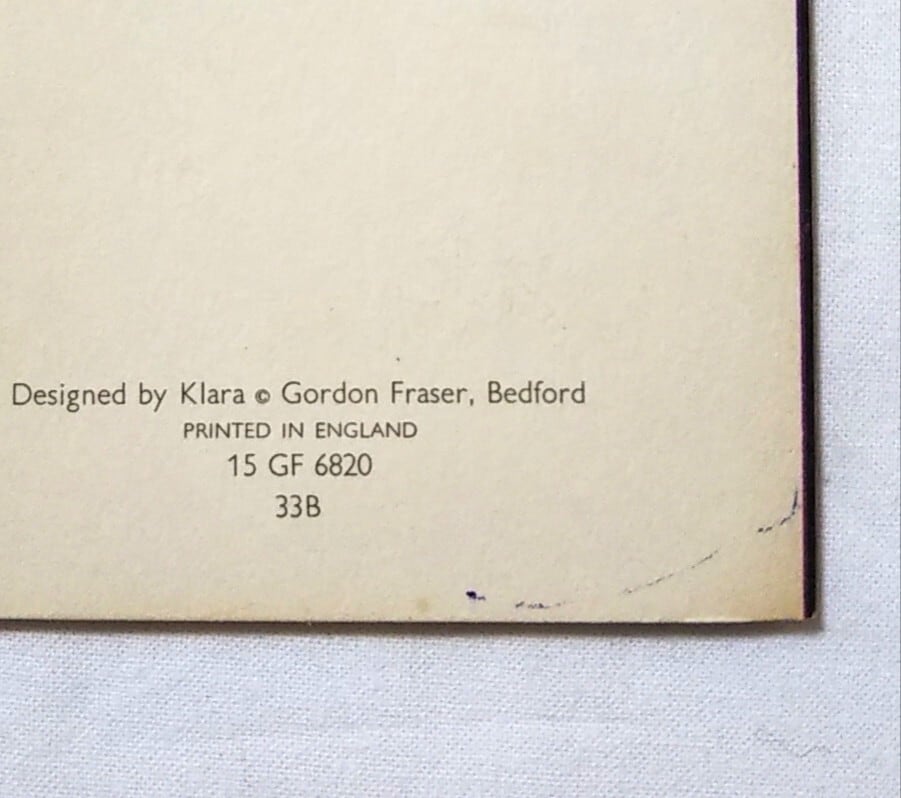 Designed by Klara © Gordon Fraser, Bedford
PRINTED IN ENGLAND
15 GF 6820
33B